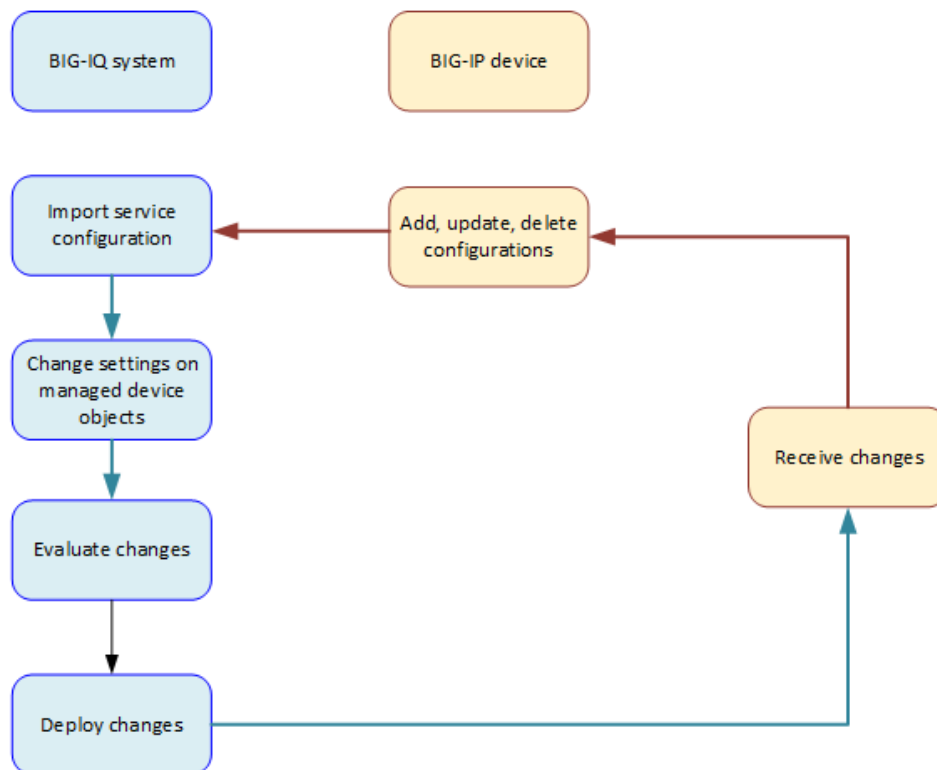 BIG-IQ system
BIG-IP device
Import service
configuration
Add, update, delete
configurations
Change settings on
managed device
objects
Receive changes
Evaluate changes
Deploy changes